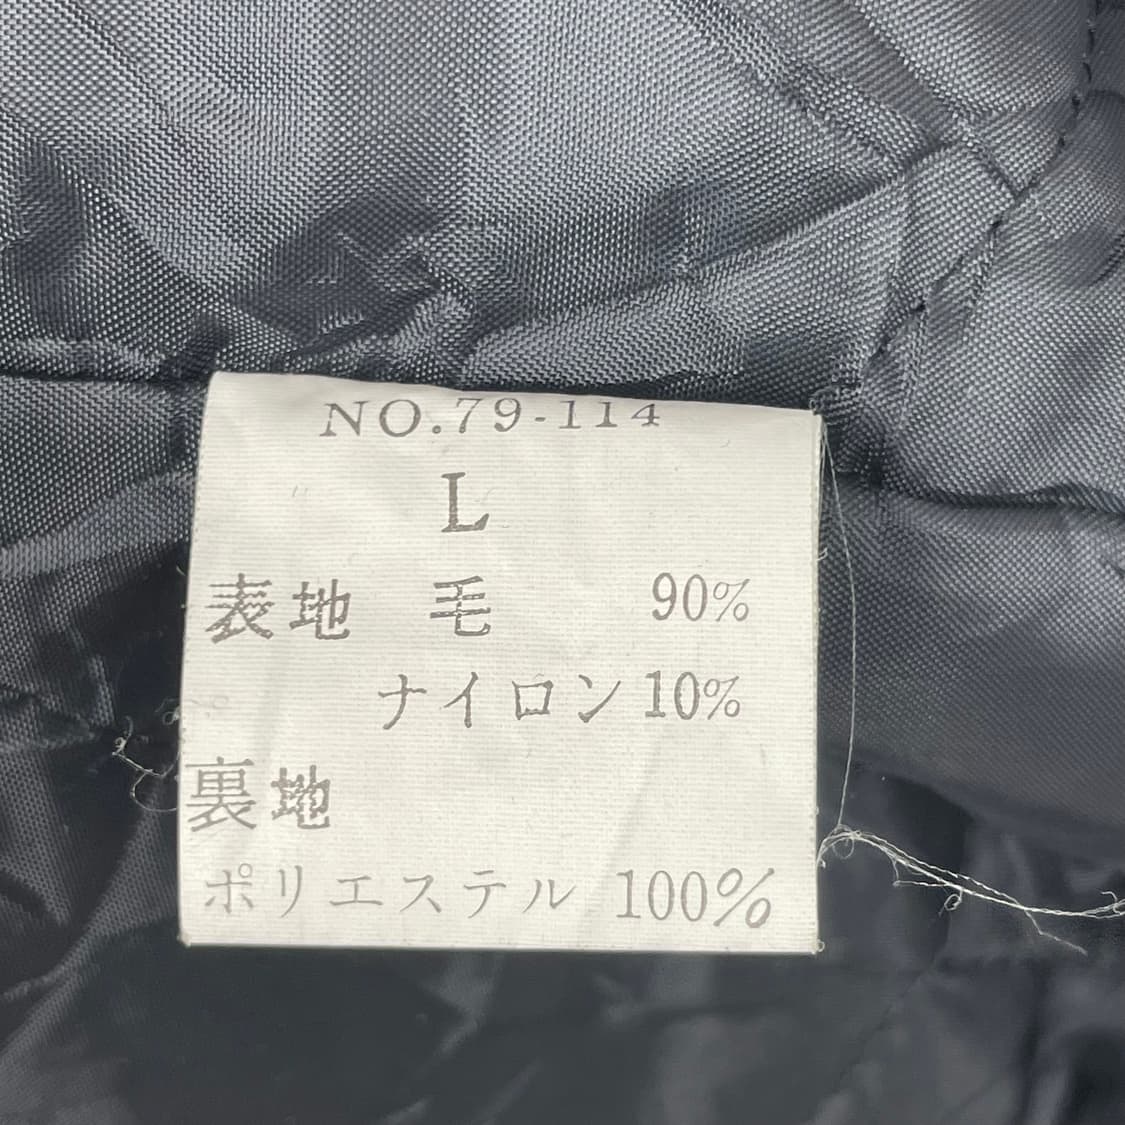 NO.79-114
L
表地 毛 90%
ナイロン 10%
裏地
ポリエステル 100%